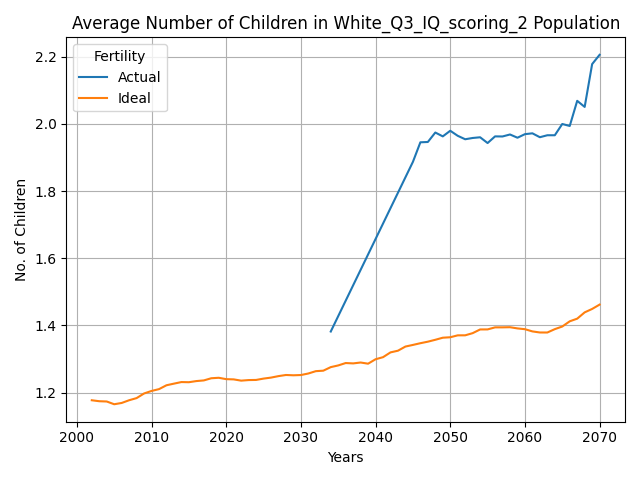 Average Number of Children in White_Q3_IQ_scoring_2 Population
Fertility
Actual
Ideal
No. of Children
2.2
2.0
1.8
1.6
1.4
1.2
2000 2010 2020 2030 2040 2050 2060 2070
Years